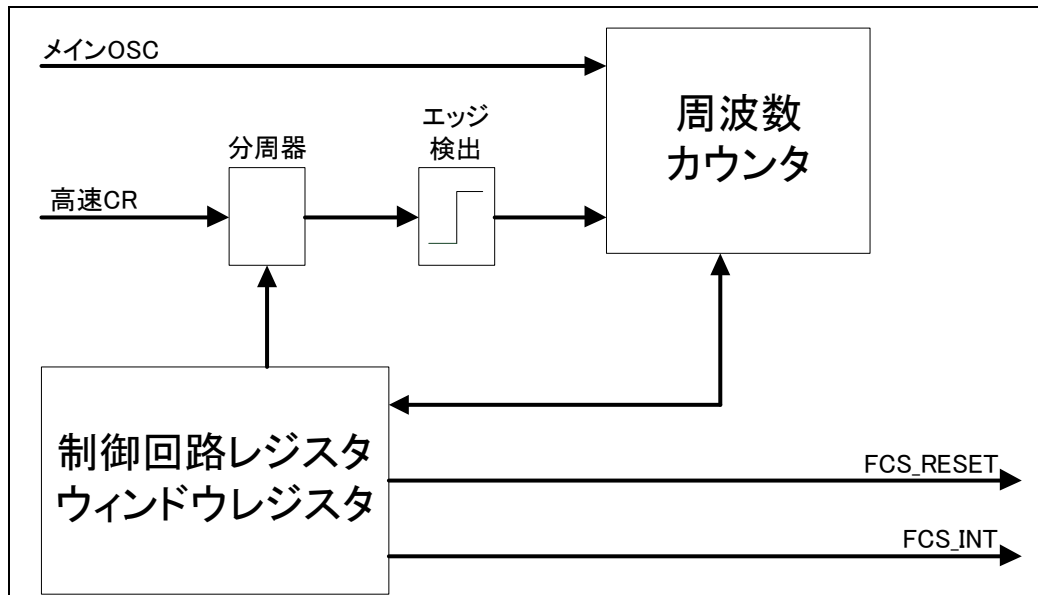 メインOSC
周波数
カウンタ
エッジ
検出
分周器
高速CR
制御回路レジスタ
ウィンドウレジスタ
FCS_RESET
FCS_INT